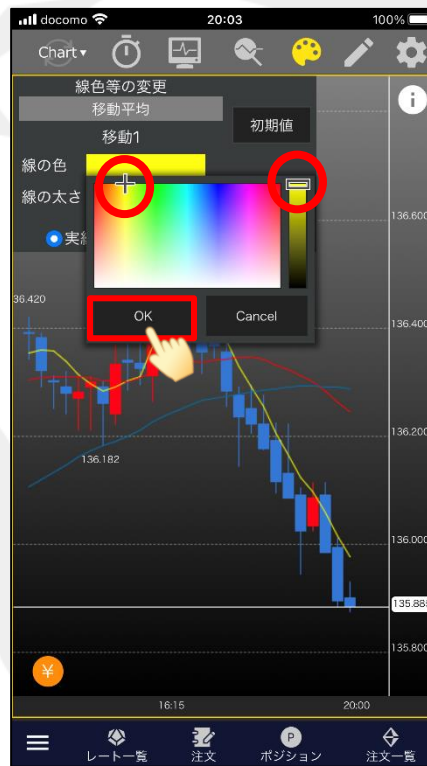 docomo 20:03 100%
Chart▾
線色等の変更
移動平均
初期値
移動1
線の色
線の太さ
136.600
36.420
OK Cancel
136.400
136.200
136.182
136.000
135.885
135.800
¥
16:15 20:00
P
レート一覧 注文 ポジション 注文一覧